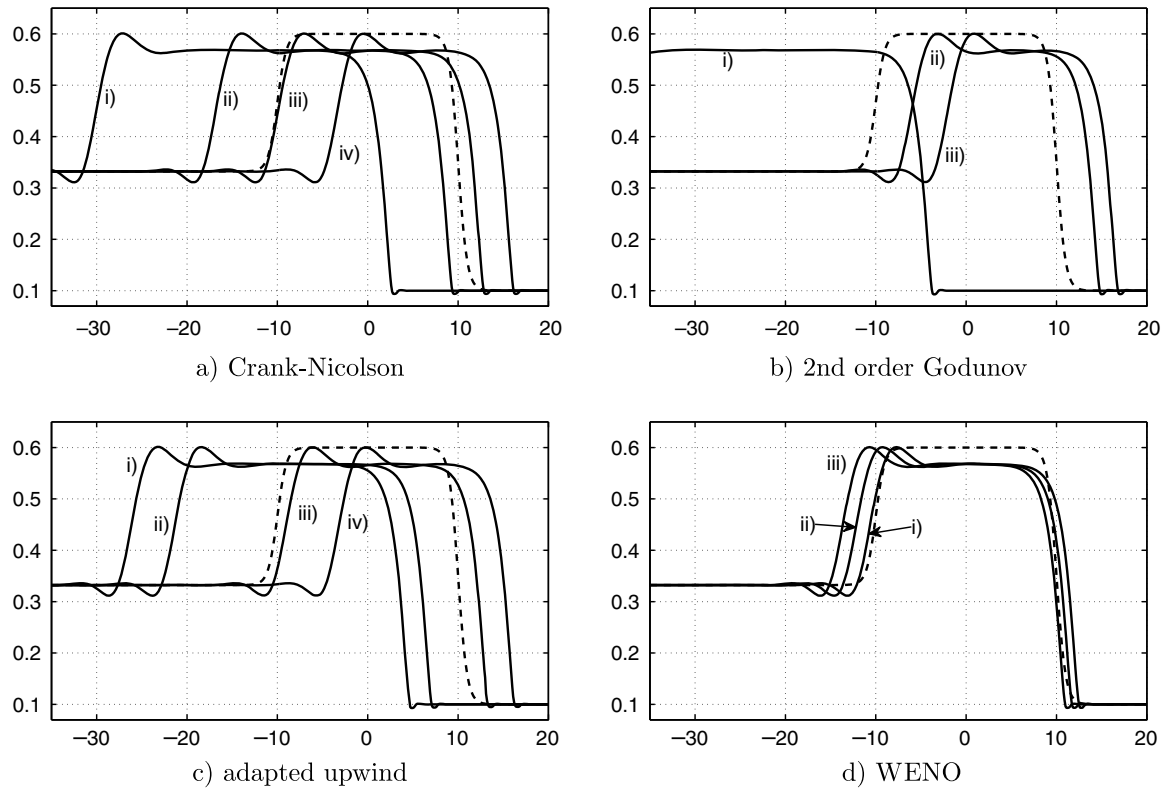 0.6
0.5
0.4
0.3
0.2
0.1
i)
ii)
iii)
iv)
−30 −20 −10 0 10 20
a) Crank-Nicolson
0.6
0.5
0.4
0.3
0.2
0.1
i)
ii)
iii)
−30 −20 −10 0 10 20
b) 2nd order Godunov
0.6
0.5
0.4
0.3
0.2
0.1
i)
ii)
iii)
iv)
−30 −20 −10 0 10 20
c) adapted upwind
0.6
0.5
0.4
0.3
0.2
0.1
iii)
ii)
i)
−30 −20 −10 0 10 20
d) WENO